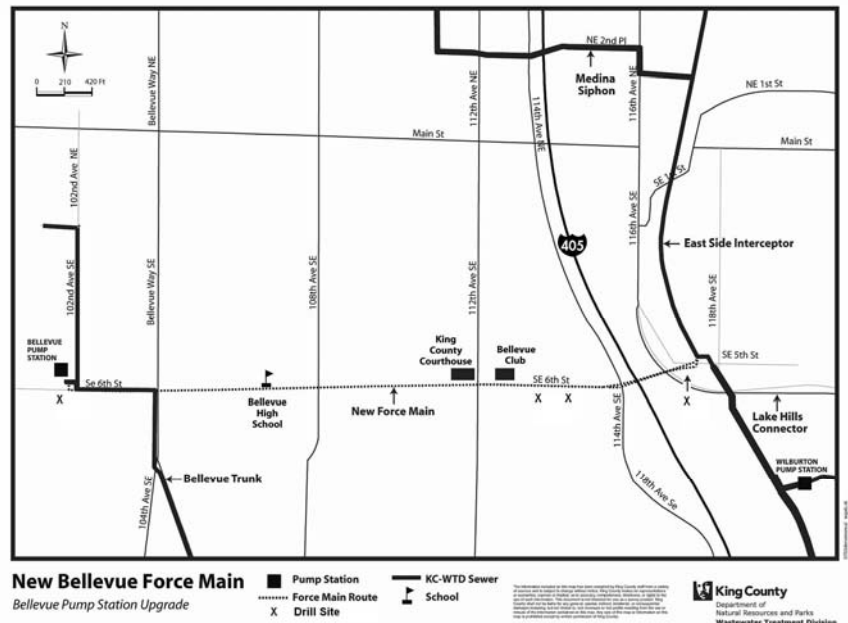 N
0 210 420 Ft
Bellevue Way NE
112th Ave NE
114th Ave NE
NE 2nd Pl
116th Ave NE
Medina
Siphon
NE 1st St
Main St
Main St
102nd Ave NE
SE 1st St
116th Ave SE
405
East Side Interceptor
102nd Ave SE
Bellevue Way SE
108th Ave SE
112th Ave SE
118th Ave SE
BELLEVUE
PUMP
STATION
King
County
Courthouse
Bellevue
Club
SE 5th St
Se 6th St
SE 6th St
X
Bellevue
High
School
New Force Main
X X
X
114th Ave SE
Lake Hills
Connector
WILBURTON
PUMP STATION
Bellevue Trunk
104th Ave SE
118th Ave Se
New Bellevue Force Main
Bellevue Pump Station Upgrade
Pump Station
KC-WTD Sewer
Force Main Route
School
X Drill Site
King County
Department of
Natural Resources and Parks
Wastewater Treatment Division